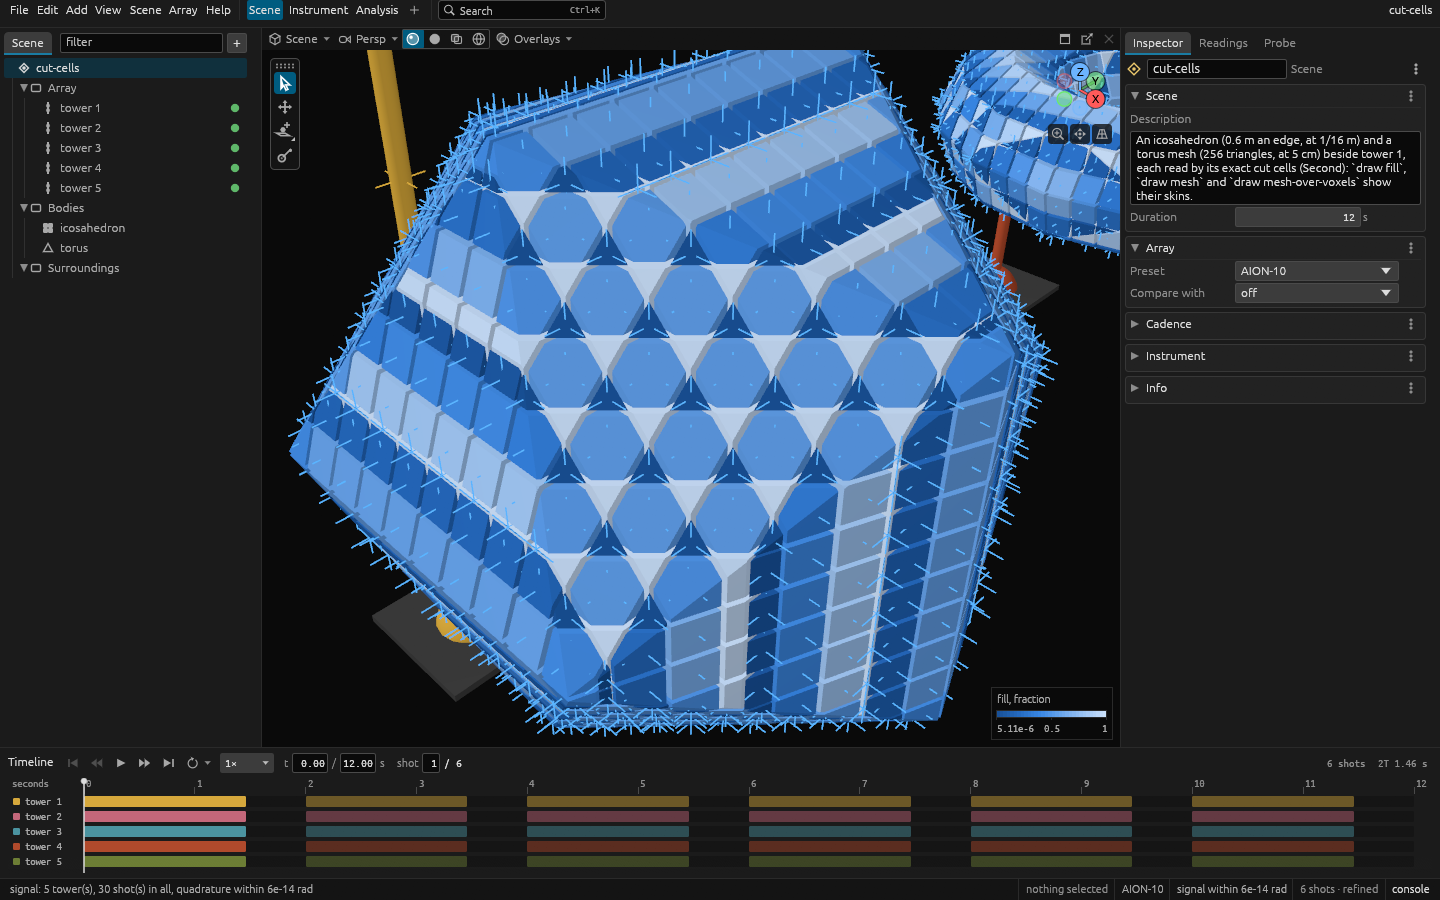 File Edit Add View Scene Array Help Scene Instrument Analysis + Search Ctrl+K cut-cells
Scene filter +
Scene Persp Overlays
Inspector Readings Probe
cut-cells
cut-cells Scene
Array
tower 1
tower 2
tower 3
tower 4
tower 5
Bodies
icosahedron
torus
Surroundings
Z
Y
X
Scene
Description
An icosahedron (0.6 m an edge, at 1/16 m) and a
torus mesh (256 triangles, at 5 cm) beside tower 1,
each read by its exact cut cells (Second): `draw fill`,
`draw mesh` and `draw mesh-over-voxels` show
their skins.
Duration 12 s
Array
Preset AION-10
Compare with off
Cadence
Instrument
Info
fill, fraction
5.11e-6 0.5 1
Timeline 1× t 0.00 / 12.00 s shot 1 / 6 6 shots 2T 1.46 s
seconds 0 1 2 3 4 5 6 7 8 9 10 11 12
tower 1
tower 2
tower 3
tower 4
tower 5
signal: 5 tower(s), 30 shot(s) in all, quadrature within 6e-14 rad nothing selected AION-10 signal within 6e-14 rad 6 shots · refined console